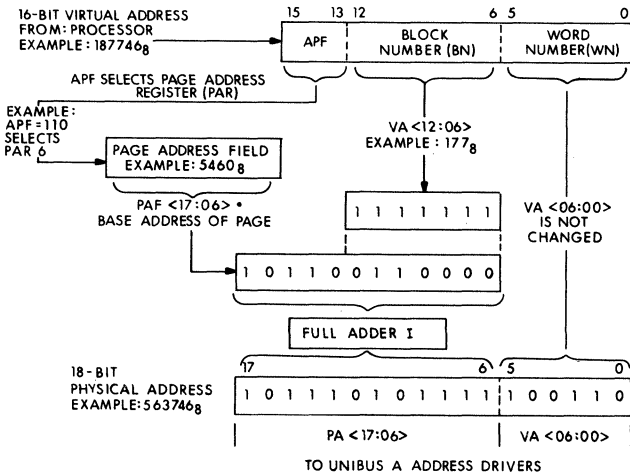 16-BIT VIRTUAL ADDRESS
FROM: PROCESSOR
EXAMPLE: 187746₈
15 13 12 6 5 0
APF
BLOCK
NUMBER (BN)
WORD
NUMBER(WN)
APF SELECTS PAGE ADDRESS
REGISTER (PAR)
EXAMPLE:
APF=110
SELECTS
PAR 6
PAGE ADDRESS FIELD
EXAMPLE: 5460₈
VA <12:06>
EXAMPLE: 177₈
PAF <17:06> •
BASE ADDRESS OF PAGE
1 1 1 1 1 1 1
VA <06:00>
IS NOT
CHANGED
1 0 1 1 0 0 1 1 0 0 0 0
FULL ADDER I
18-BIT
PHYSICAL ADDRESS
EXAMPLE: 563746₈
17 6 5 0
1 0 1 1 1 0 1 0 1 1 1 1 1 0 0 1 1 0
PA <17:06>
VA <06:00>
TO UNIBUS A ADDRESS DRIVERS